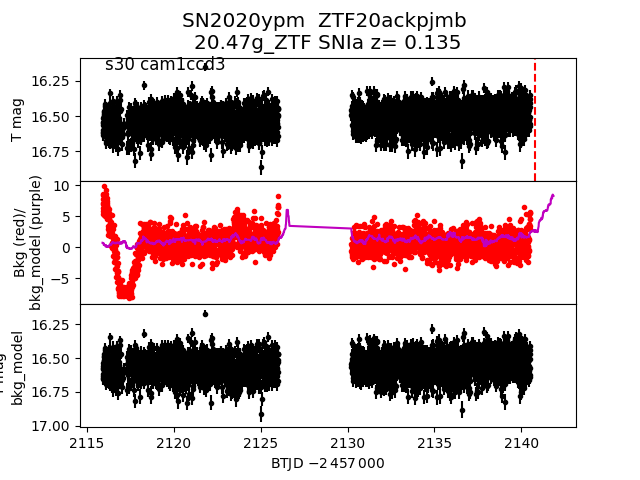 SN2020ypm  ZTF20ackpjmb
20.47g_ZTF SNIa z= 0.135
s30 cam1ccd3
T mag
16.25
16.50
16.75
Bkg (red)/
bkg_model (purple)
10
5
0
−5
bkg_model
16.25
16.50
16.75
17.00
2115
2120
2125
2130
2135
2140
BTJD −2 457 000